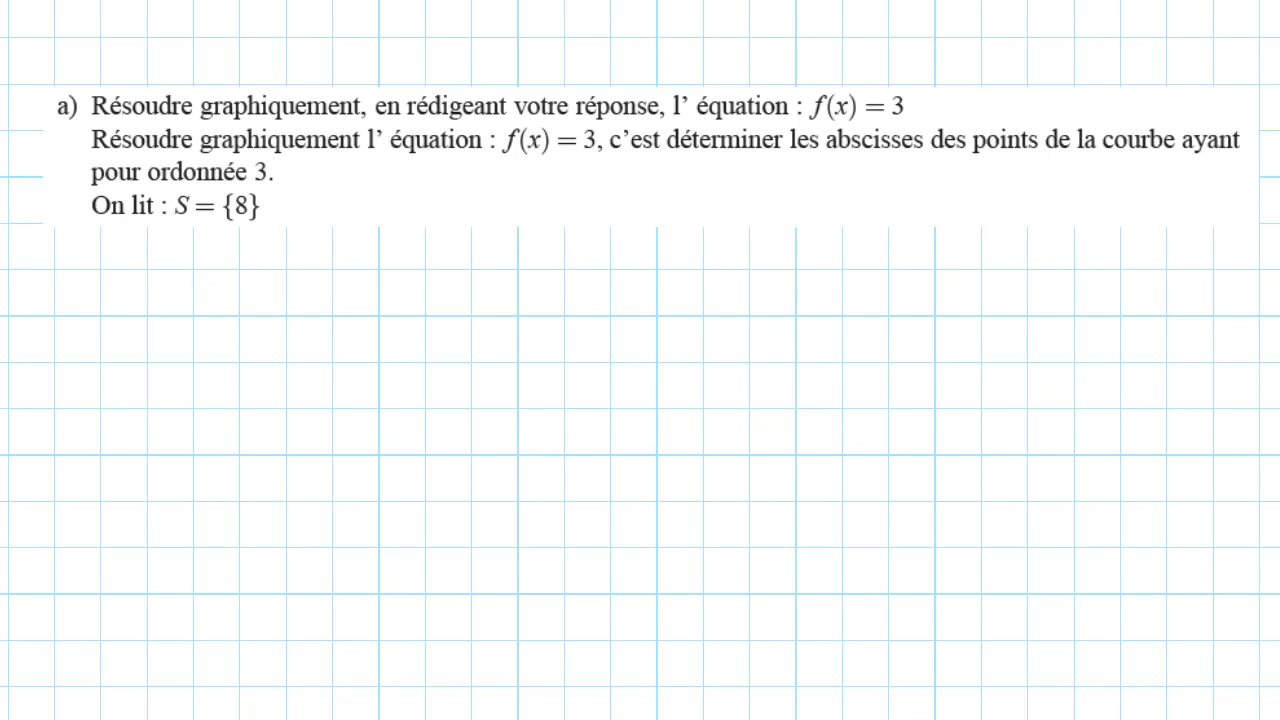 a) Résoudre graphiquement, en rédigeant votre réponse, l’ équation : f(x) = 3
Résoudre graphiquement l’ équation : f(x) = 3, c’est déterminer les abscisses des points de la courbe ayant
pour ordonnée 3.
On lit : S = {8}